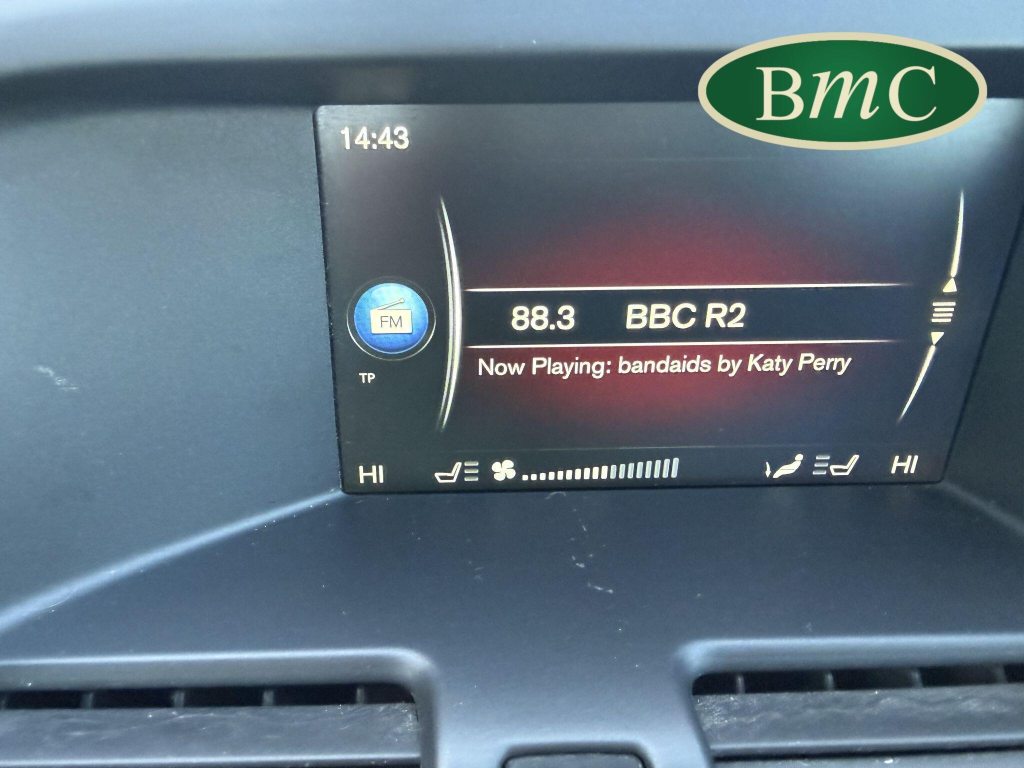 BmC
14:43
FM
88.3 BBC R2
TP
Now Playing: bandaids by Katy Perry
HI HI